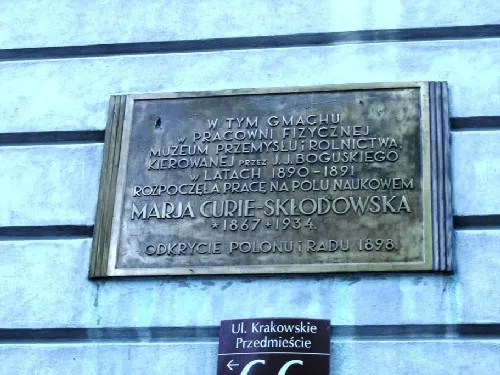 W TYM GMACHU
W PRACOWNI FIZYCZNEJ
MUZEUM PRZEMYSŁU i ROLNICTWA,
KIEROWANEJ PRZEZ J.J. BOGUSKIEGO
W LATACH 1890-1891
ROZPOCZĘŁA PRACĘ NA POLU NAUKOWEM
MARJA CURIE-SKŁODOWSKA
*1867+1934.
ODKRYCIE POLONU i RADU 1898.
Ul. Krakowskie
Przedmieście
←